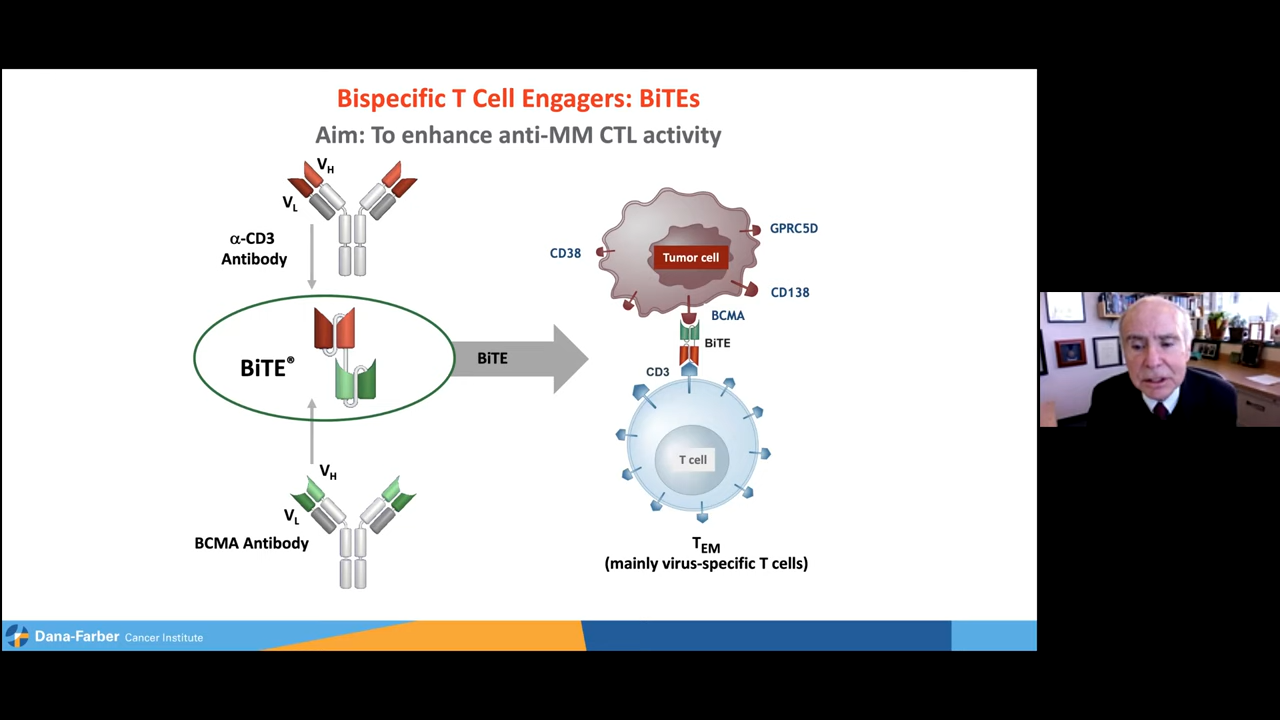 Bispecific T Cell Engagers: BiTEs
Aim: To enhance anti-MM CTL activity
VH
VL
α-CD3
Antibody
BiTE®
BiTE
VH
VL
BCMA Antibody
CD38
Tumor cell
GPRC5D
CD138
BCMA
BiTE
CD3
T cell
TEM
(mainly virus-specific T cells)
Dana-Farber Cancer Institute